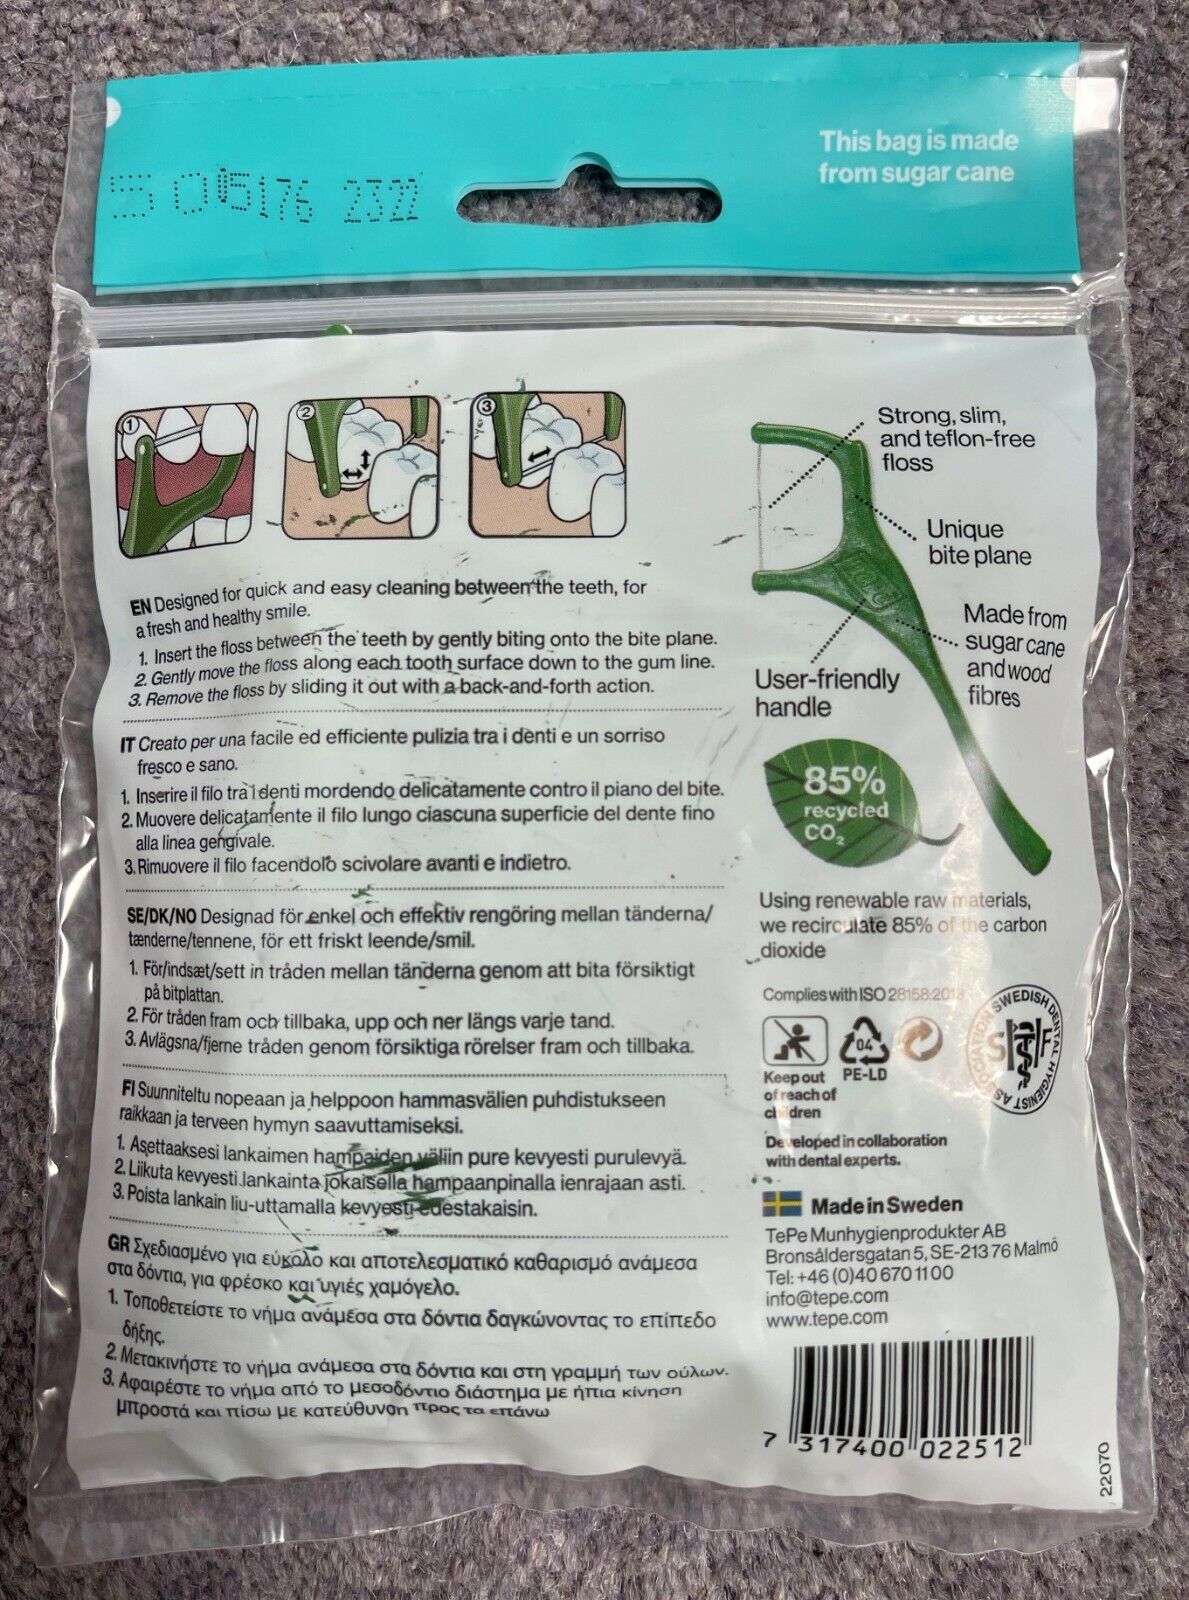 This bag is made
from sugar cane
5005176 2322
1
2
3
Strong, slim,
and teflon-free
floss
Unique
bite plane
Made from
sugar cane
and wood
fibres
User-friendly
handle
85%
recycled
CO₂
Using renewable raw materials,
we recirculate 85% of the carbon
dioxide
Complies with ISO 28158:2018
SWEDISH DENTAL HYGIENIST ASSOCIATION
S F
04
PE-LD
Keep out
of reach of
children
Developed in collaboration
with dental experts.
Made in Sweden
TePe Munhygienprodukter AB
Bronsåldersgatan 5, SE-213 76 Malmö
Tel: +46 (0)40 670 11 00
info@tepe.com
www.tepe.com
7 317400 022512
22070
EN Designed for quick and easy cleaning between the teeth, for
a fresh and healthy smile.
1. Insert the floss between the teeth by gently biting onto the bite plane.
2. Gently move the floss along each tooth surface down to the gum line.
3. Remove the floss by sliding it out with a back-and-forth action.
IT Creato per una facile ed efficiente pulizia tra i denti e un sorriso
fresco e sano.
1. Inserire il filo tra i denti mordendo delicatamente contro il piano del bite.
2. Muovere delicatamente il filo lungo ciascuna superficie del dente fino
alla linea gengivale.
3. Rimuovere il filo facendolo scivolare avanti e indietro.
SE/DK/NO Designad för enkel och effektiv rengöring mellan tänderna/
tænderne/tennene, för ett friskt leende/smil.
1. För/indsæt/sett in tråden mellan tänderna genom att bita försiktigt
på bitplattan.
2. För tråden fram och tillbaka, upp och ner längs varje tand.
3. Avlägsna/fjerne tråden genom försiktiga rörelser fram och tillbaka.
FI Suunniteltu nopeaan ja helppoon hammasvälien puhdistukseen
raikkaan ja terveen hymyn saavuttamiseksi.
1. Asettaaksesi lankaimen hampaiden väliin pure kevyesti purulevyä.
2. Liikuta kevyesti lankainta jokaisella hampaanpinalla ienrajaan asti.
3. Poista lankain liu-uttamalla kevyesti edestakaisin.
GR Σχεδιασμένο για εύκολο και αποτελεσματικό καθαρισμό ανάμεσα
στα δόντια, για φρέσκο και υγιές χαμόγελο.
1. Τοποθετείστε το νήμα ανάμεσα στα δόντια δαγκώνοντας το επίπεδο
δήξης.
2. Μετακινήστε το νήμα ανάμεσα στα δόντια και στη γραμμή των ούλων.
3. Αφαιρέστε το νήμα από το μεσοδόντιο διάστημα με ήπια κίνηση
μπροστά και πίσω με κατεύθυνση προς τα επάνω